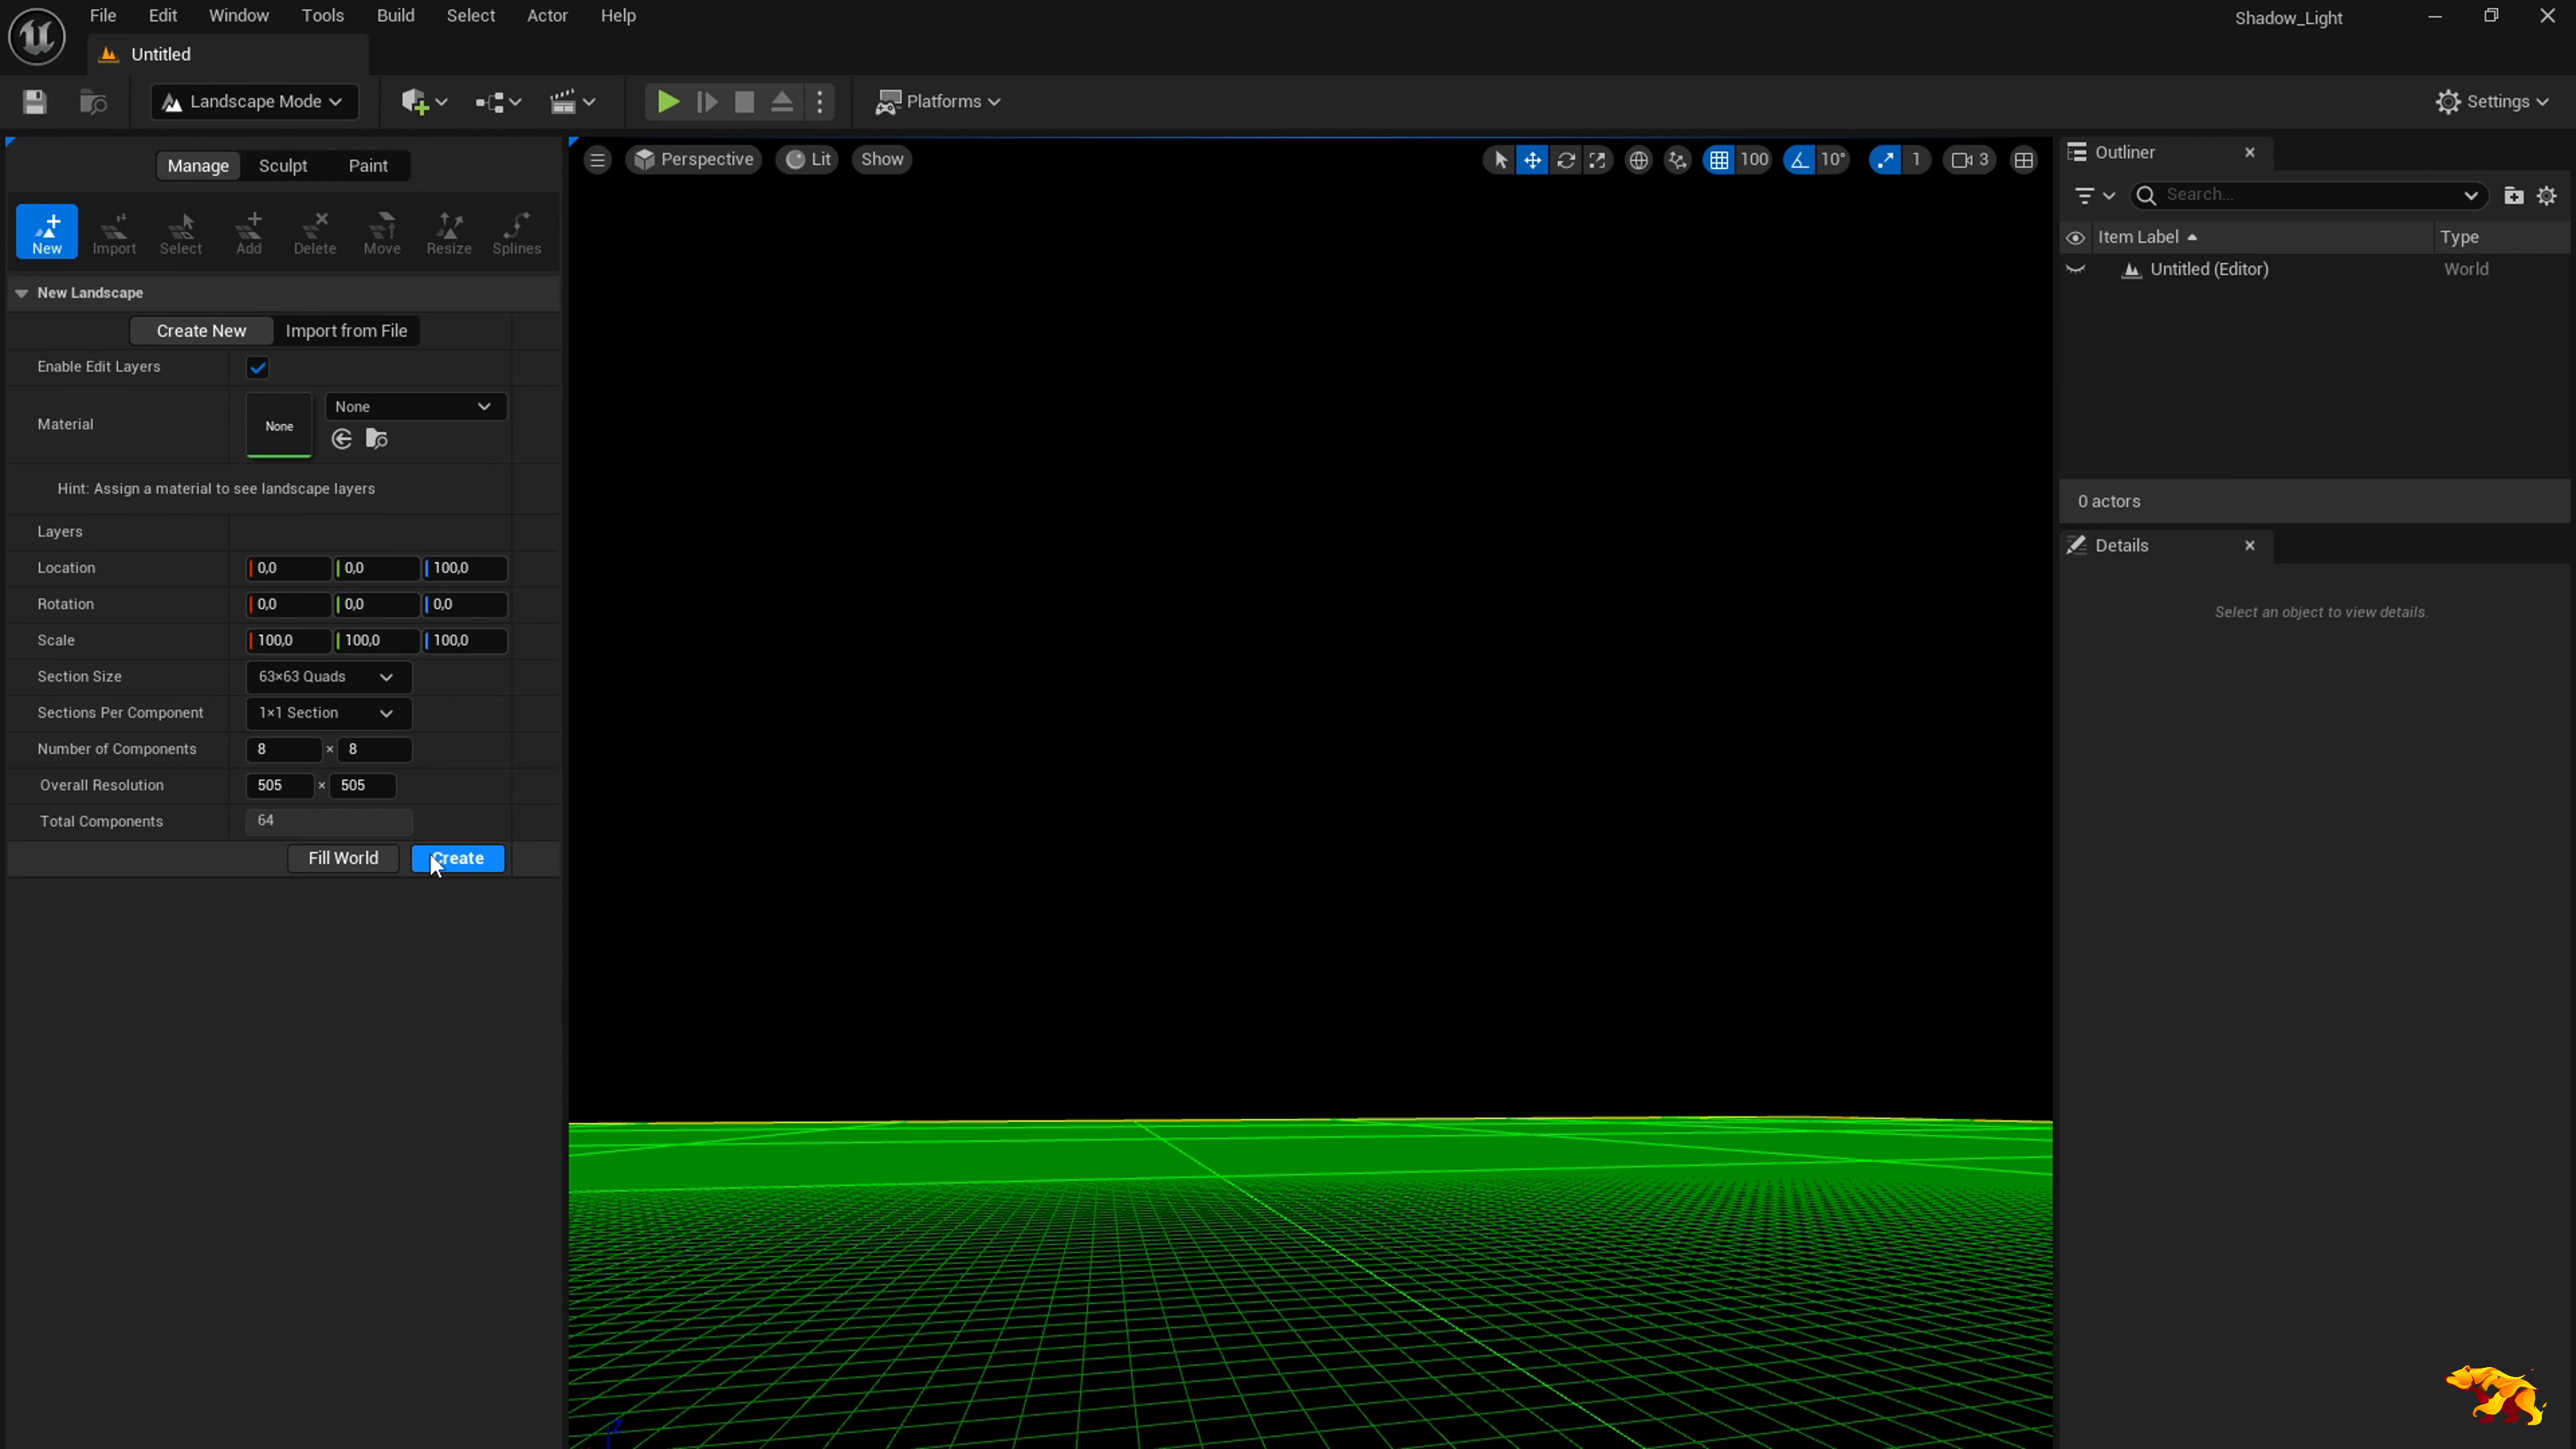 File Edit Window Tools Build Select Actor Help
Shadow_Light
Untitled
Landscape Mode
Platforms
Settings
Manage Sculpt Paint
New Import Select Add Delete Move Resize Splines
New Landscape
Create New Import from File
Enable Edit Layers
Material None None
Hint: Assign a material to see landscape layers
Layers
Location 0,0 0,0 100,0
Rotation 0,0 0,0 0,0
Scale 100,0 100,0 100,0
Section Size 63×63 Quads
Sections Per Component 1×1 Section
Number of Components 8 × 8
Overall Resolution 505 × 505
Total Components 64
Fill World Create
Perspective Lit Show
100 10° 1 3
Outliner
Search...
Item Label Type
Untitled (Editor) World
0 actors
Details
Select an object to view details.